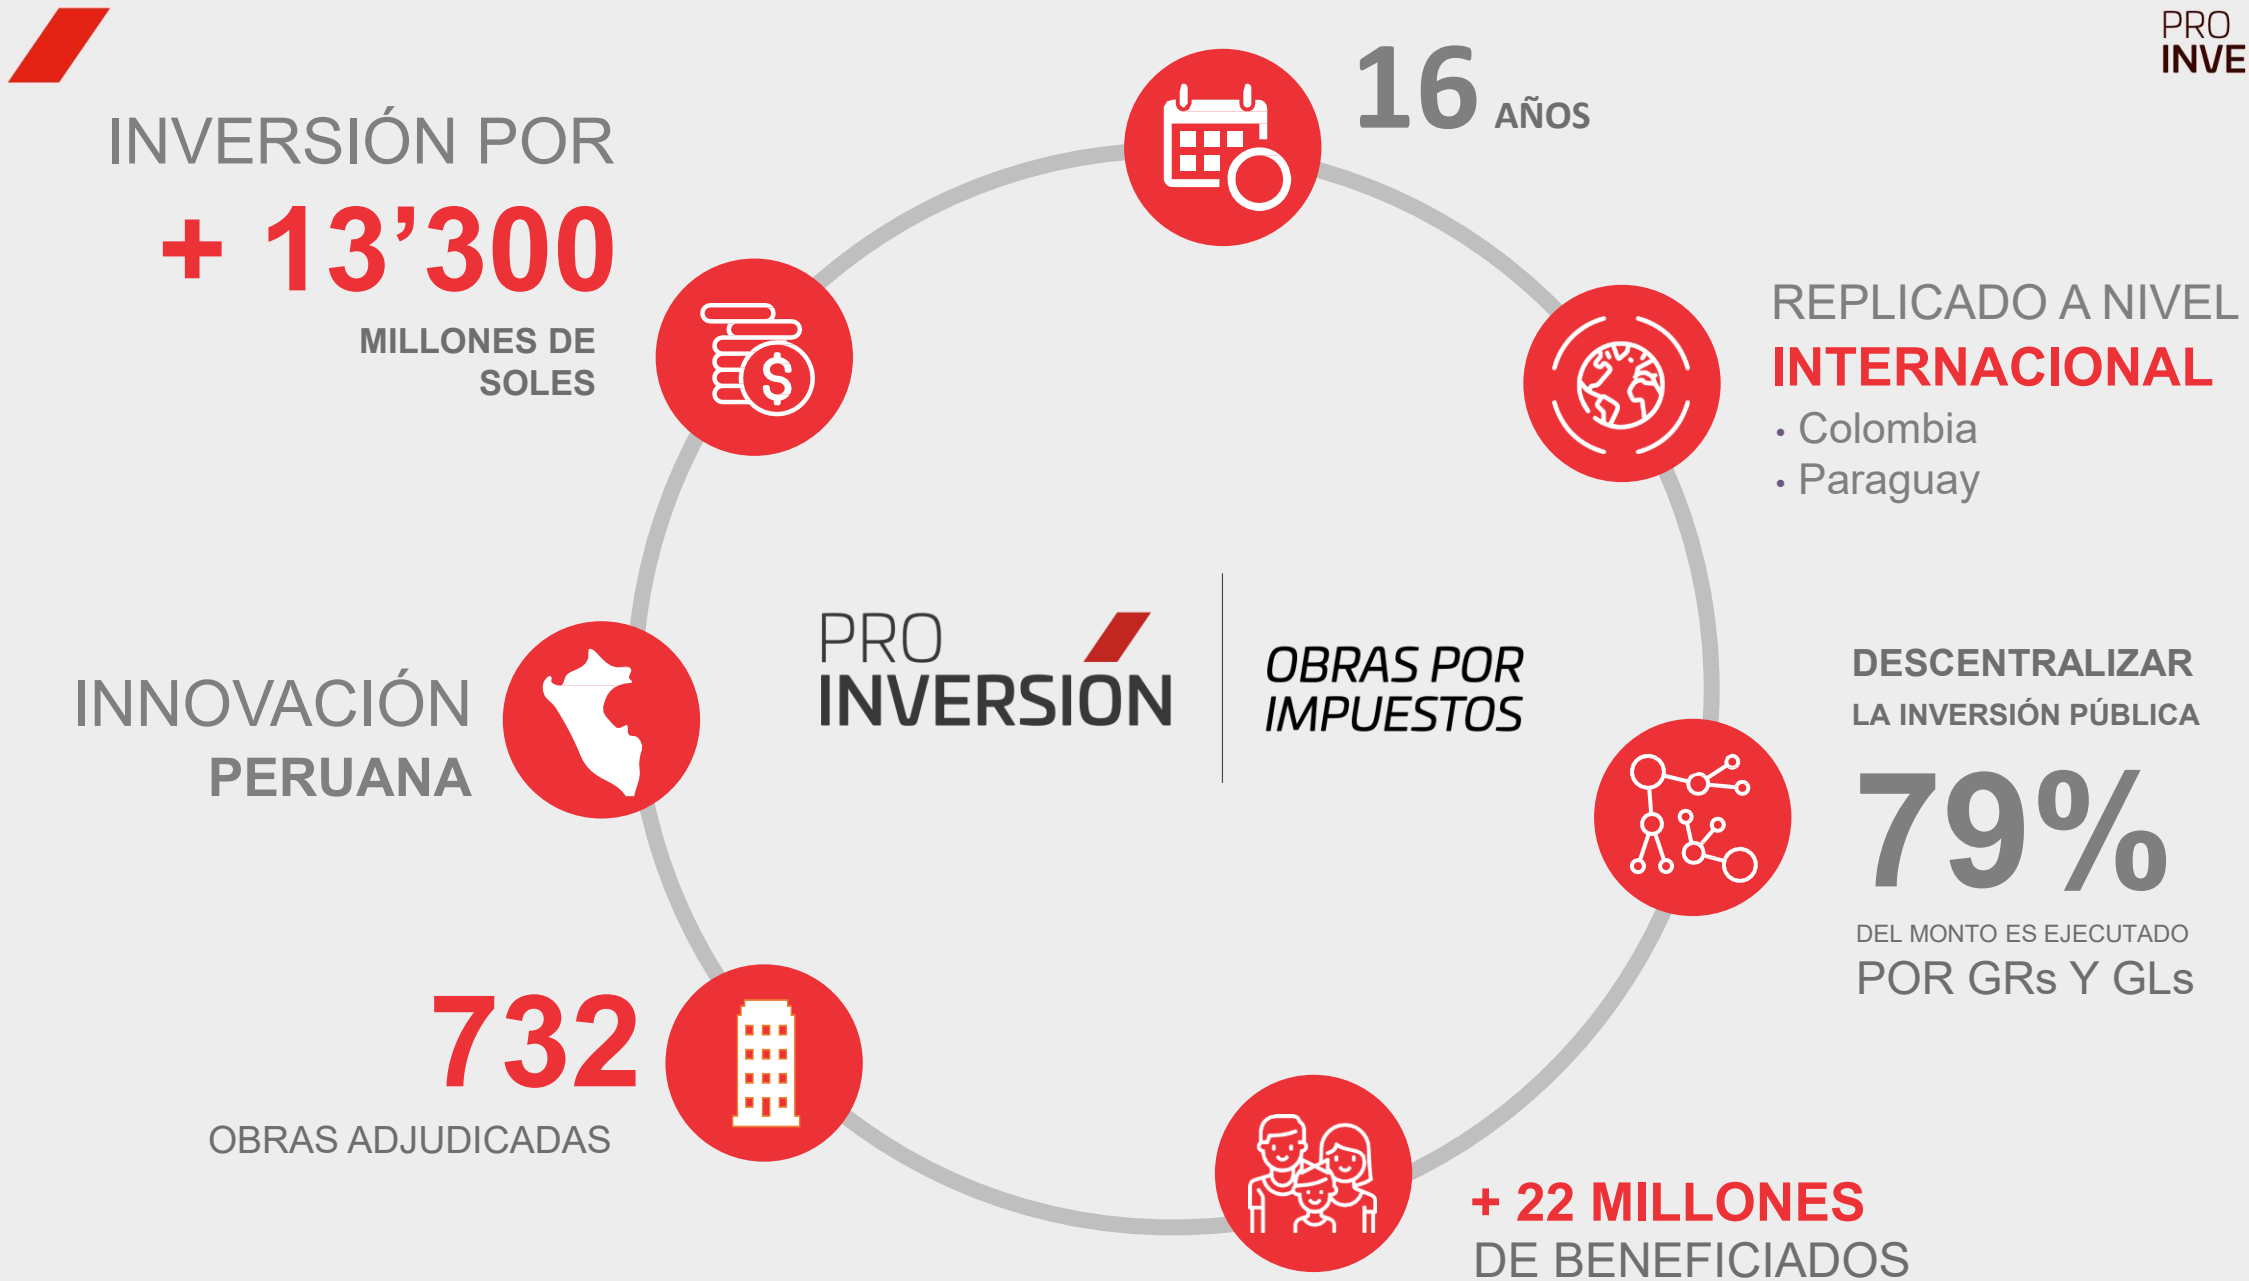 PRO
INVE
16 AÑOS
INVERSIÓN POR
+ 13’300
MILLONES DE
SOLES
$
REPLICADO A NIVEL
INTERNACIONAL
• Colombia
• Paraguay
PRO
INVERSIÓN
OBRAS POR
IMPUESTOS
INNOVACIÓN
PERUANA
DESCENTRALIZAR
LA INVERSIÓN PÚBLICA
79%
DEL MONTO ES EJECUTADO
POR GRs Y GLs
732
OBRAS ADJUDICADAS
+ 22 MILLONES
DE BENEFICIADOS